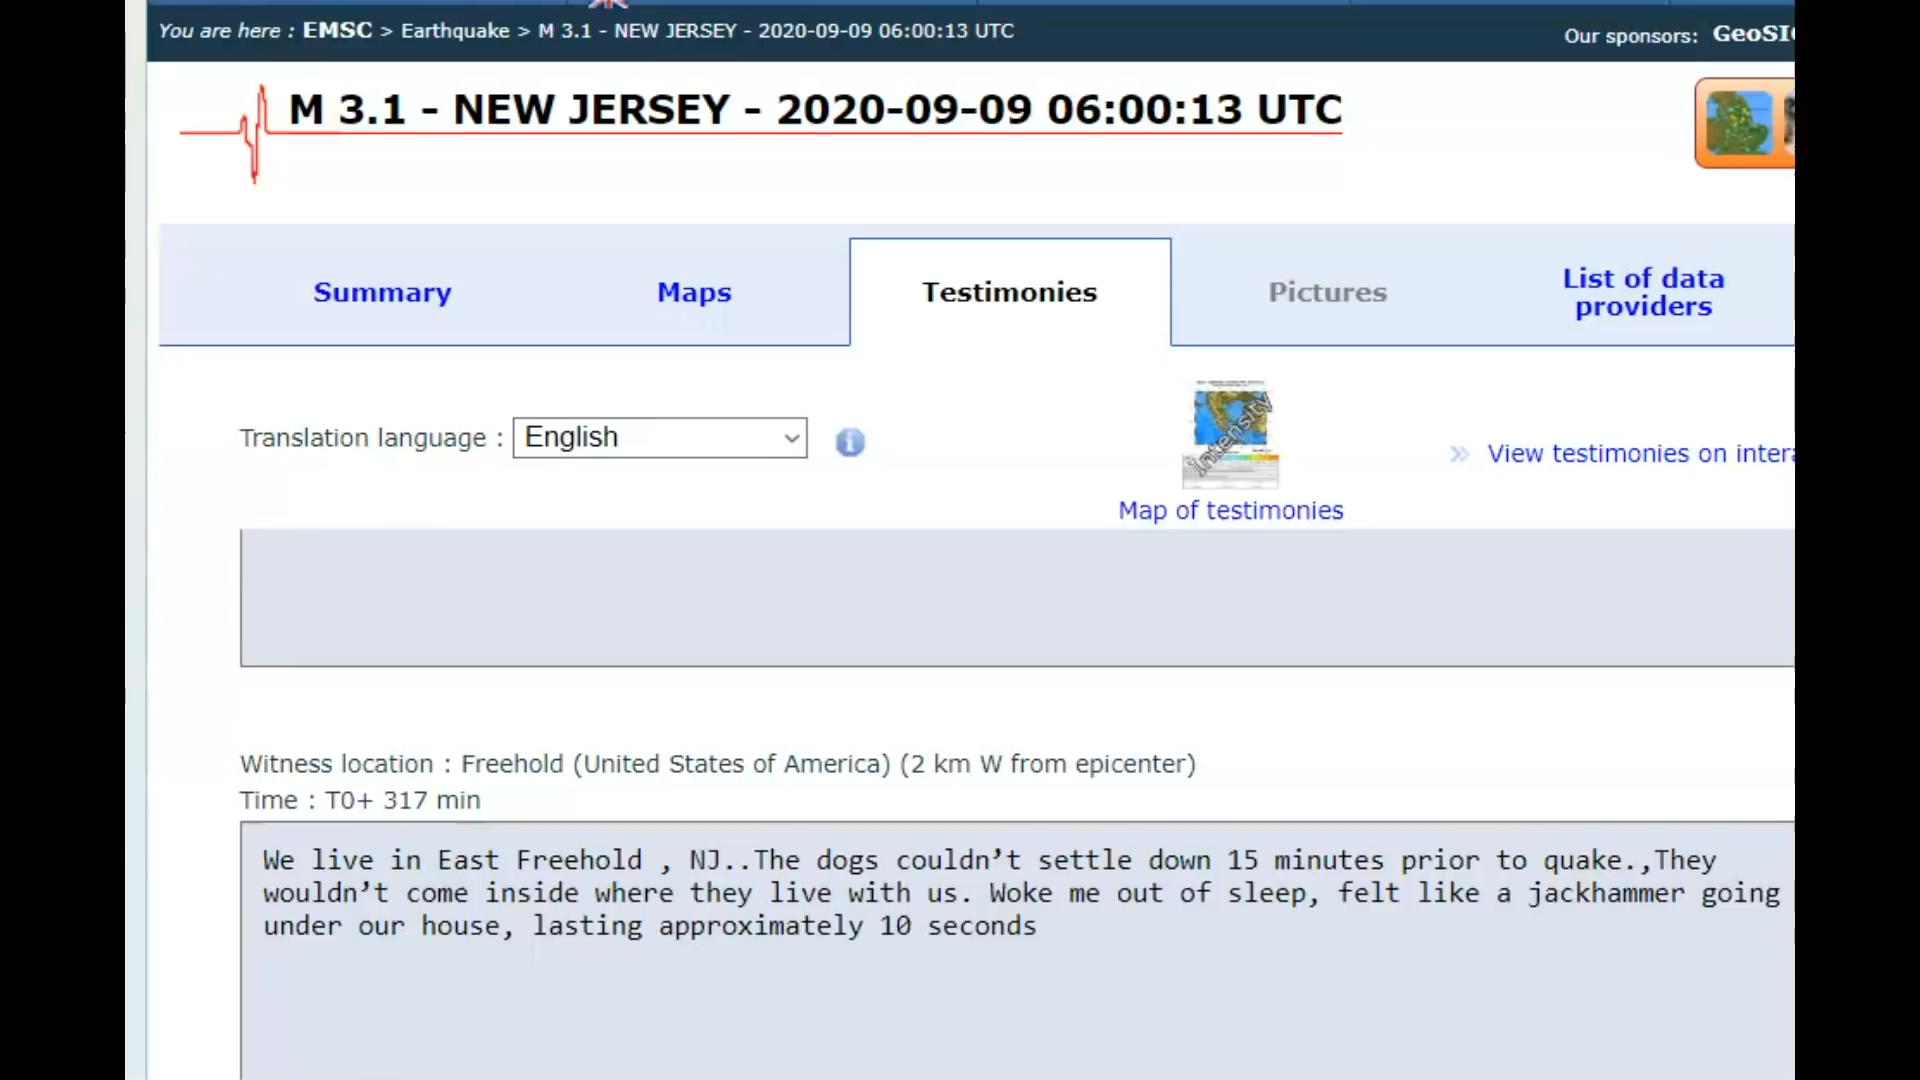 You are here : EMSC > Earthquake > M 3.1 - NEW JERSEY - 2020-09-09 06:00:13 UTC
Our sponsors: GeoSI
M 3.1 - NEW JERSEY - 2020-09-09 06:00:13 UTC
Summary
Maps
Testimonies
Pictures
List of data
providers
Translation language : English
intensity
View testimonies on inter
Map of testimonies
Witness location : Freehold (United States of America) (2 km W from epicenter)
Time : T0+ 317 min
We live in East Freehold , NJ..The dogs couldn’t settle down 15 minutes prior to quake.,They
wouldn’t come inside where they live with us. Woke me out of sleep, felt like a jackhammer going
under our house, lasting approximately 10 seconds